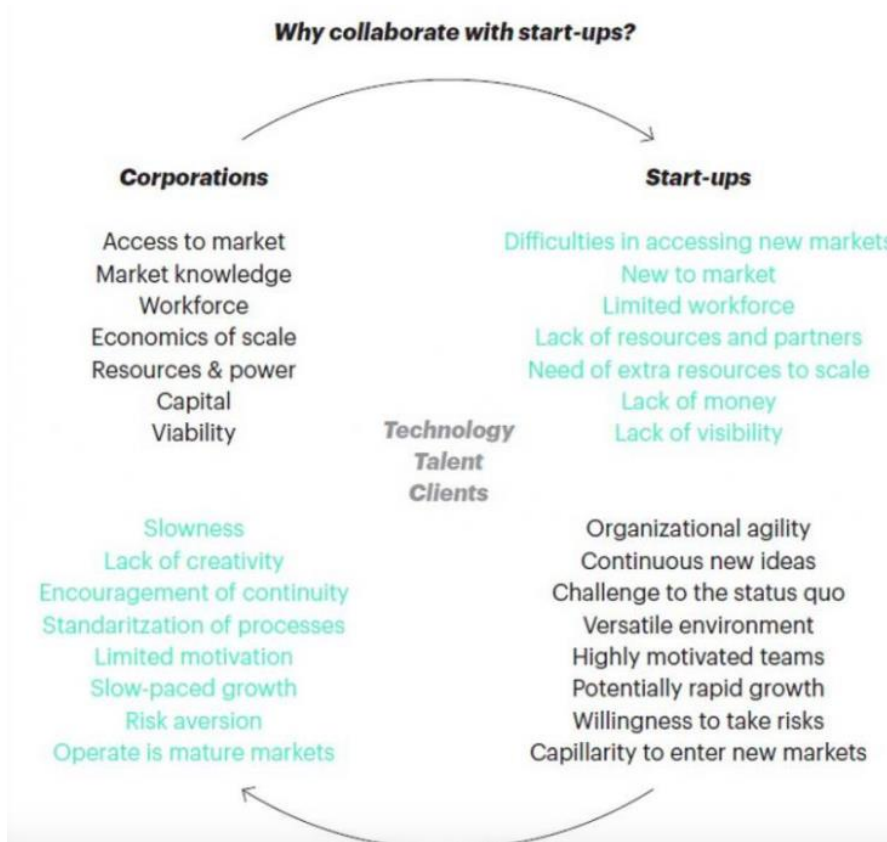 Why collaborate with start-ups?
Corporations
Access to market
Market knowledge
Workforce
Economics of scale
Resources & power
Capital
Viability
Start-ups
Difficulties in accessing new markets
New to market
Limited workforce
Lack of resources and partners
Need of extra resources to scale
Lack of money
Lack of visibility
Technology
Talent
Clients
Slowness
Lack of creativity
Encouragement of continuity
Standaritzation of processes
Limited motivation
Slow-paced growth
Risk aversion
Operate is mature markets
Organizational agility
Continuous new ideas
Challenge to the status quo
Versatile environment
Highly motivated teams
Potentially rapid growth
Willingness to take risks
Capillarity to enter new markets